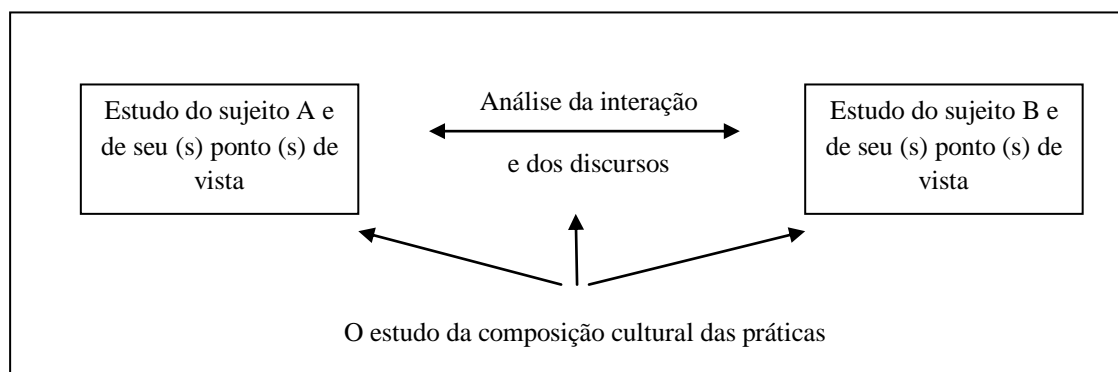 Estudo do sujeito A e
de seu (s) ponto (s) de
vista
Análise da interação
e dos discursos
Estudo do sujeito B e
de seu (s) ponto (s) de
vista
O estudo da composição cultural das práticas